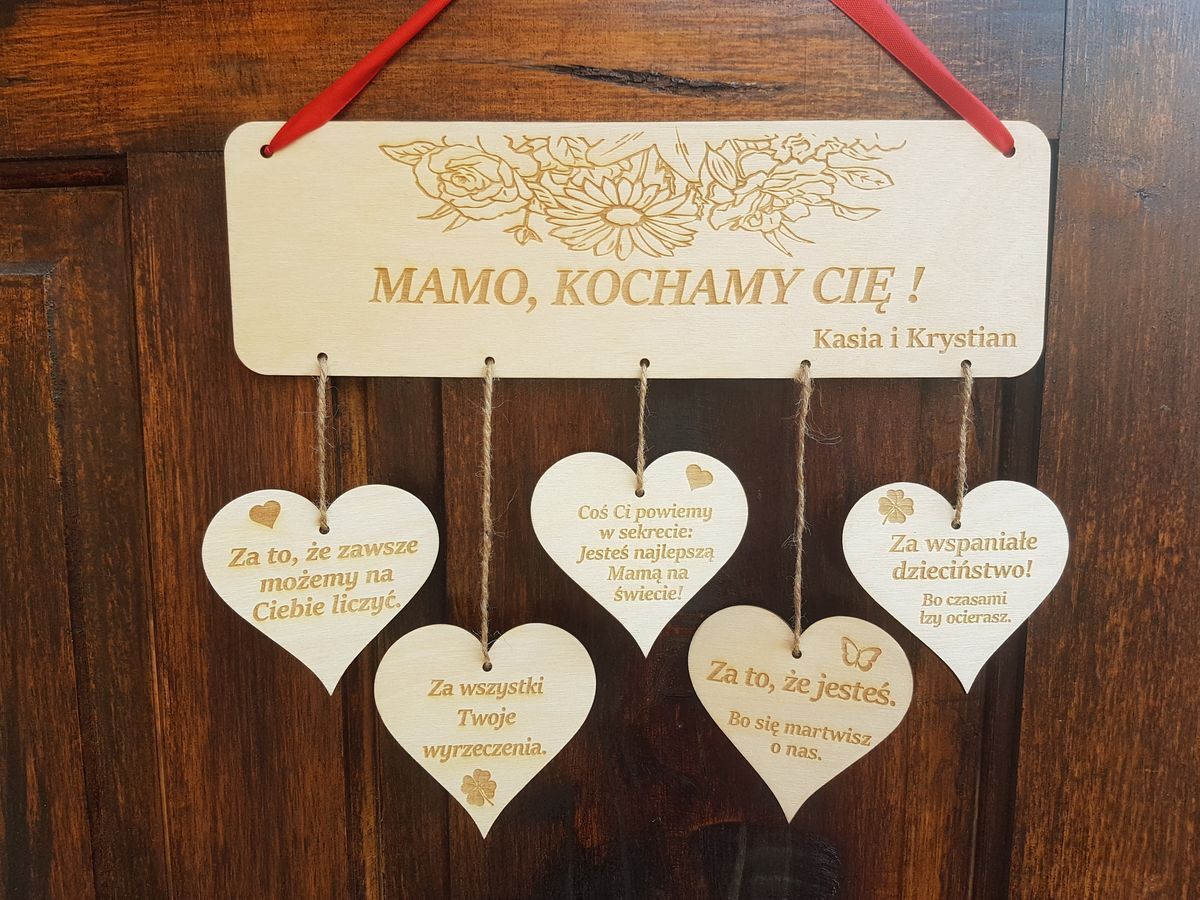 MAMO, KOCHAMY CIĘ !
Kasia i Krystian
Za to, że zawsze
możemy na
Ciebie liczyć.
Za wszystki
Twoje
wyrzeczenia.
Coś Ci powiemy
w sekrecie:
Jesteś najlepszą
Mamą na
świecie!
Za to, że jesteś.
Bo się martwisz
o nas.
Za wspaniałe
dzieciństwo!
Bo czasami
łzy ocierasz.